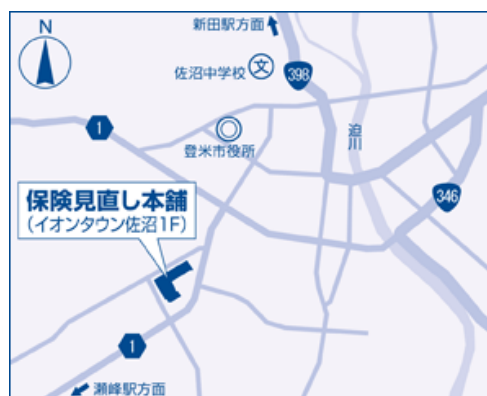 N
新田駅方面
佐沼中学校
文
398
1
登米市役所
迫川
保険見直し本舗
(イオンタウン佐沼1F)
346
1
瀬峰駅方面